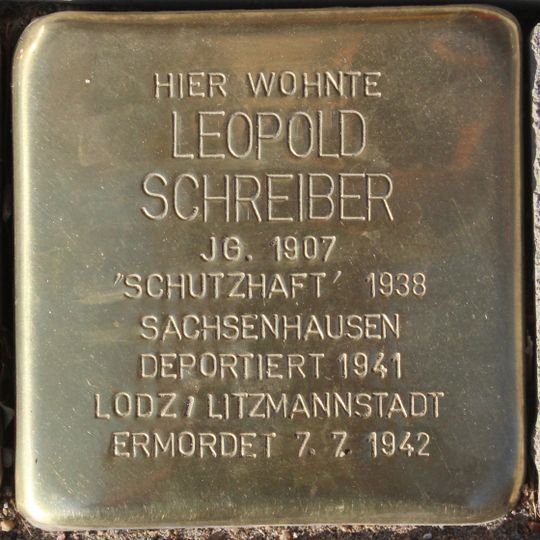 HIER WOHNTE
LEOPOLD
SCHREIBER
JG. 1907
"SCHUTZHAFT' 1938
SACHSENHAUSEN
DEPORTIERT 1941
LODZ / LITZMANNSTADT
ERMORDET 7. 7. 1942